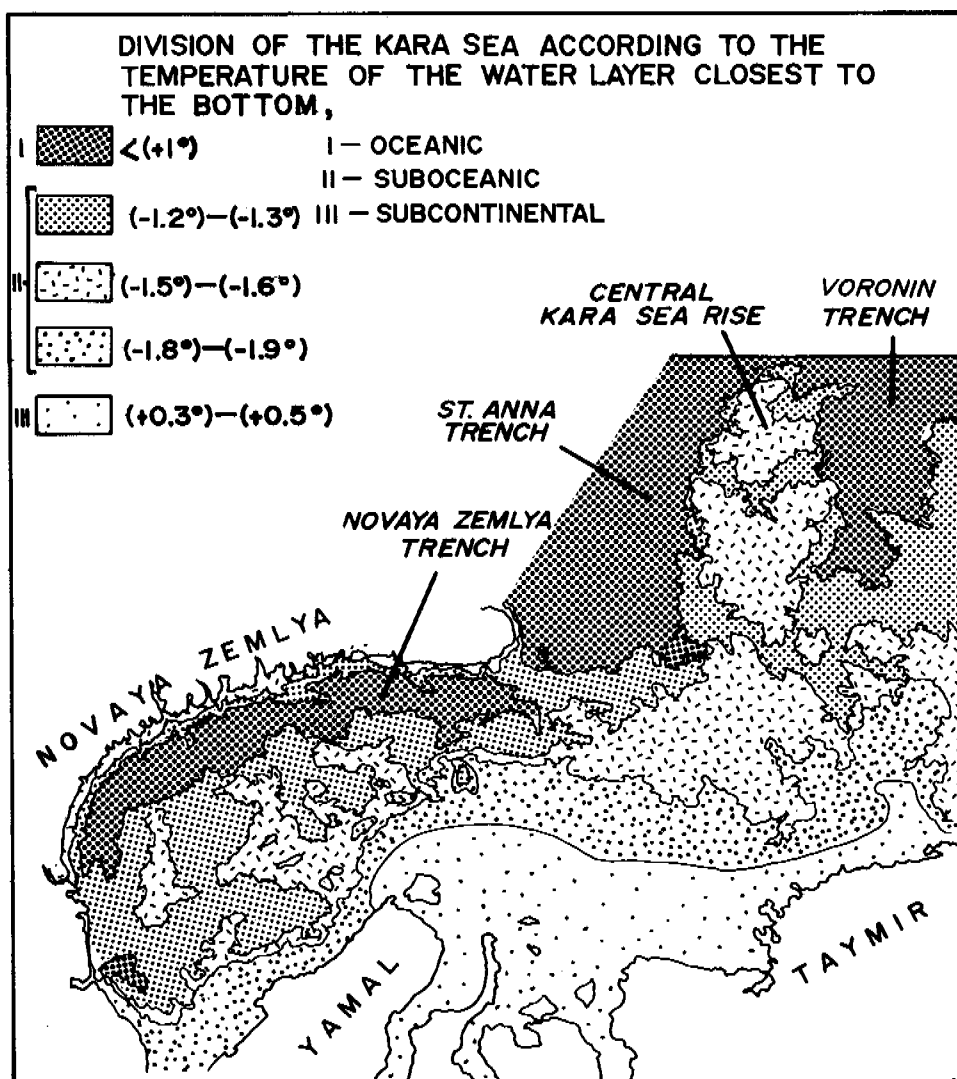 DIVISION OF THE KARA SEA ACCORDING TO THE
TEMPERATURE OF THE WATER LAYER CLOSEST TO
THE BOTTOM,
I <(+1°) I — OCEANIC
II — SUBOCEANIC
(-1.2°)—(-1.3°) III — SUBCONTINENTAL
II (-1.5°)—(-1.6°)
(-1.8°)—(-1.9°)
III (+0.3°)—(+0.5°)
CENTRAL
KARA SEA RISE
VORONIN
TRENCH
ST. ANNA
TRENCH
NOVAYA ZEMLYA
TRENCH
NOVAYA ZEMLYA
YAMAL
TAYMIR